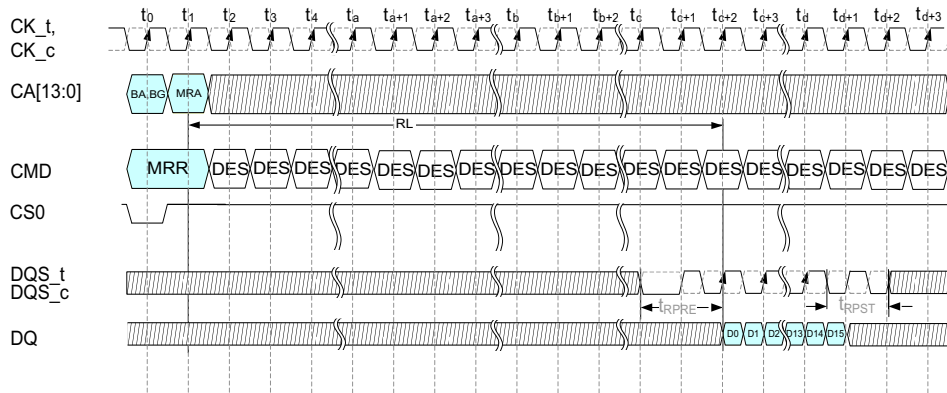 t0 t1 t2 t3 t4 ta ta+1 ta+2 ta+3 tb tb+1 tb+2 tc tc+1 tc+2 tc+3 td td+1 td+2 td+3
CK_t,
CK_c
CA[13:0] BA,BG MRA
RL
CMD MRR DES DES DES DES DES DES DES DES DES DES DES DES DES DES DES DES DES DES
CS0
DQS_t
DQS_c
tRPRE tRPST
DQ D0 D1 D2 D13 D14 D15